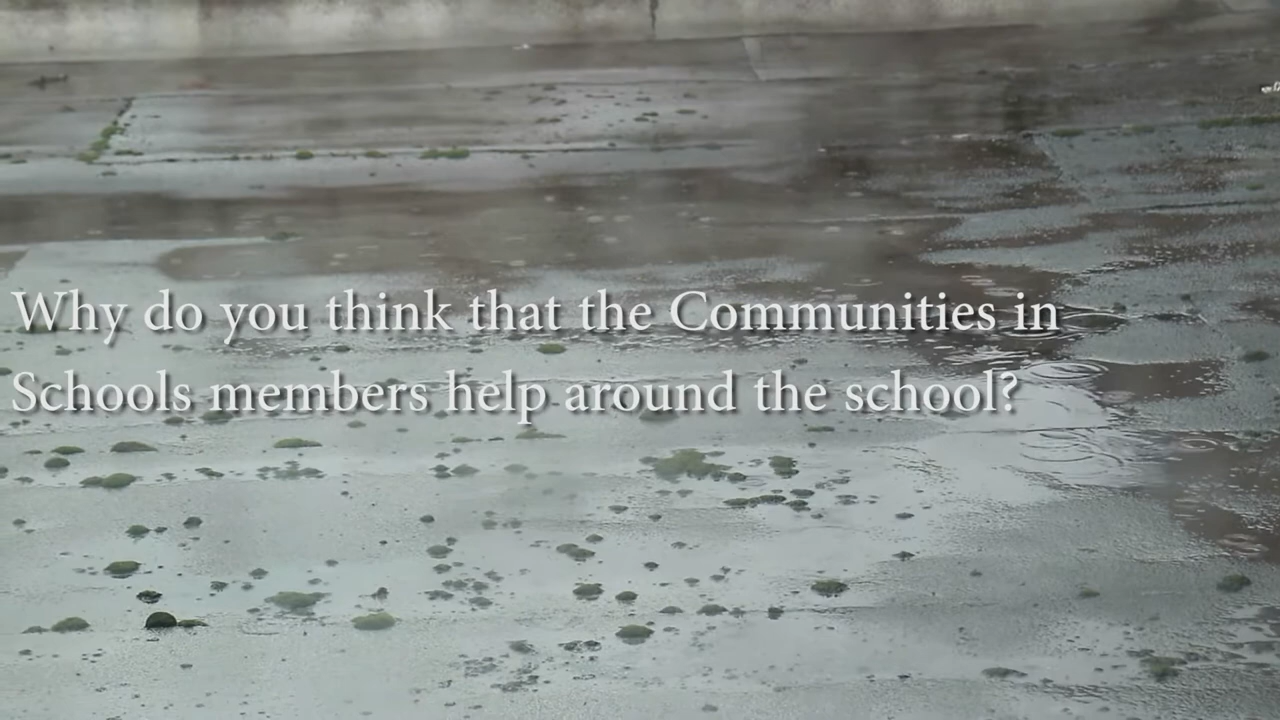 Why do you think that the Communities in
Schools members help around the school?